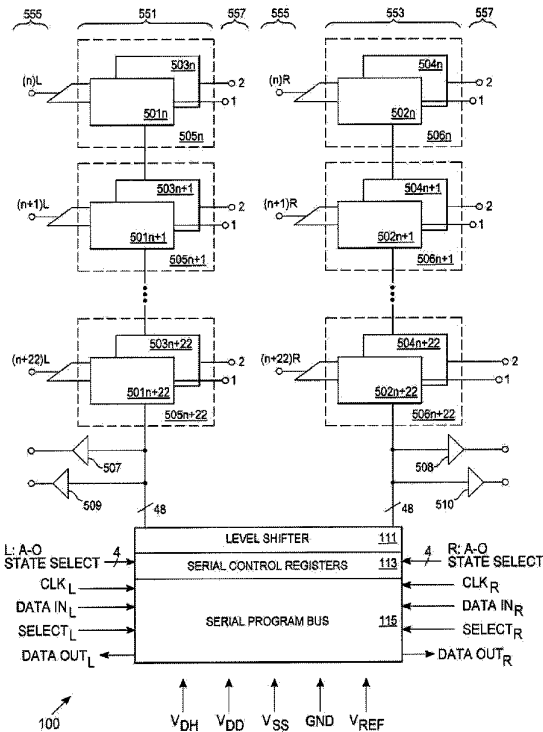 555 551 557 555 553 557
503n 504n
(n)L 2 (n)R 2
1 1
501n 502n
505n 506n
503n+1 504n+1
(n+1)L 2 (n+1)R 2
1 1
501n+1 502n+1
505n+1 506n+1
503n+22 504n+22
(n+22)L 2 (n+22)R 2
1 1
501n+22 502n+22
505n+22 506n+22
507 508
509 510
48 48
L: A-O LEVEL SHIFTER 111 R: A-O
STATE SELECT 4 SERIAL CONTROL REGISTERS 113 4 STATE SELECT
CLKL CLKR
DATA INL SERIAL PROGRAM BUS 115 DATA INR
SELECTL SELECTR
DATA OUTL DATA OUTR
100 VDH VDD VSS GND VREF